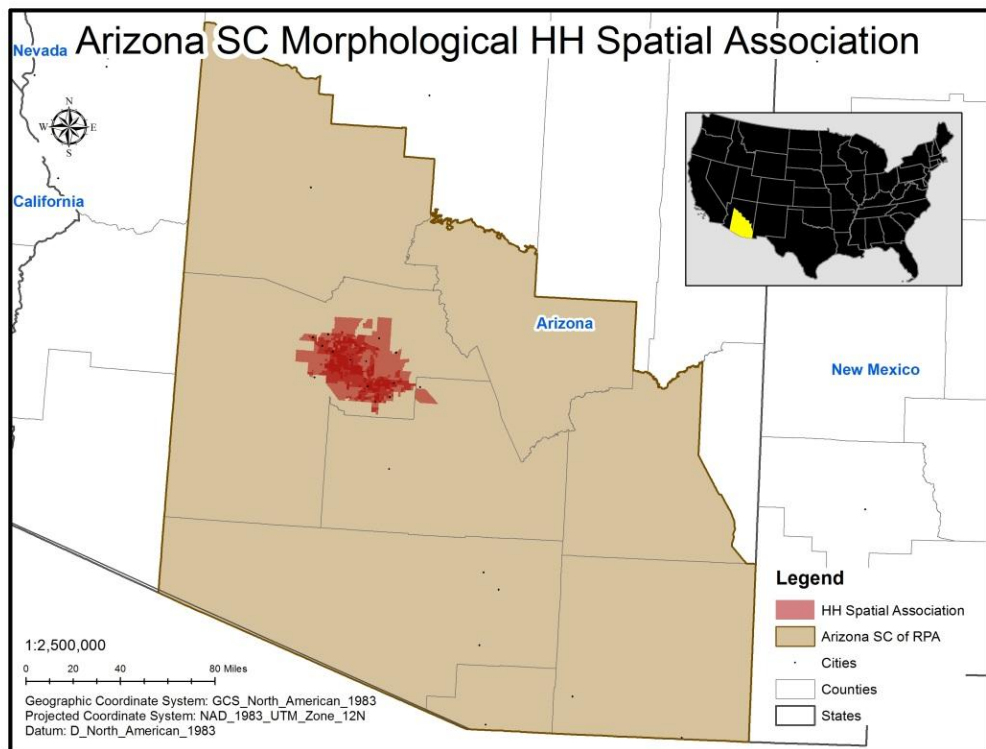 Arizona SC Morphological HH Spatial Association
Nevada
N
W E
S
California
Arizona
New Mexico
Legend
HH Spatial Association
Arizona SC of RPA
Cities
Counties
States
1:2,500,000
0 20 40 80 Miles
Geographic Coordinate System: GCS_North_American_1983
Projected Coordinate System: NAD_1983_UTM_Zone_12N
Datum: D_North_American_1983